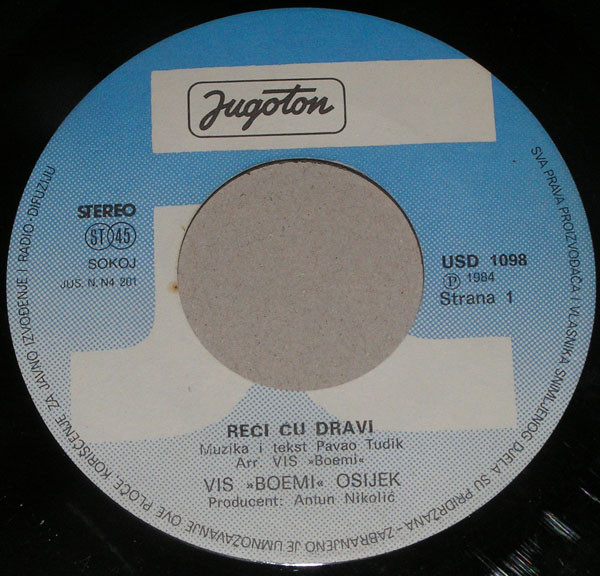 Jugoton
STEREO
ST 45
SOKOJ
JUS. N. N4 201
USD 1098
Ⓟ 1984
Strana 1
RECI CU DRAVI
Muzika i tekst Pavao Tudik
Arr. VIS »Boemi«
VIS »BOEMI« OSIJEK
Producent: Antun Nikolić
SVA PRAVA PROIZVOĐAČA I VLASNIKA SNIMLJENOG DJELA SU PRIDRŽANA – ZABRANJENO JE UMNOŽAVANJE OVE PLOČE, KORIŠĆENJE ZA JAVNO IZVOĐENJE I RADIO-DIFUZIJU